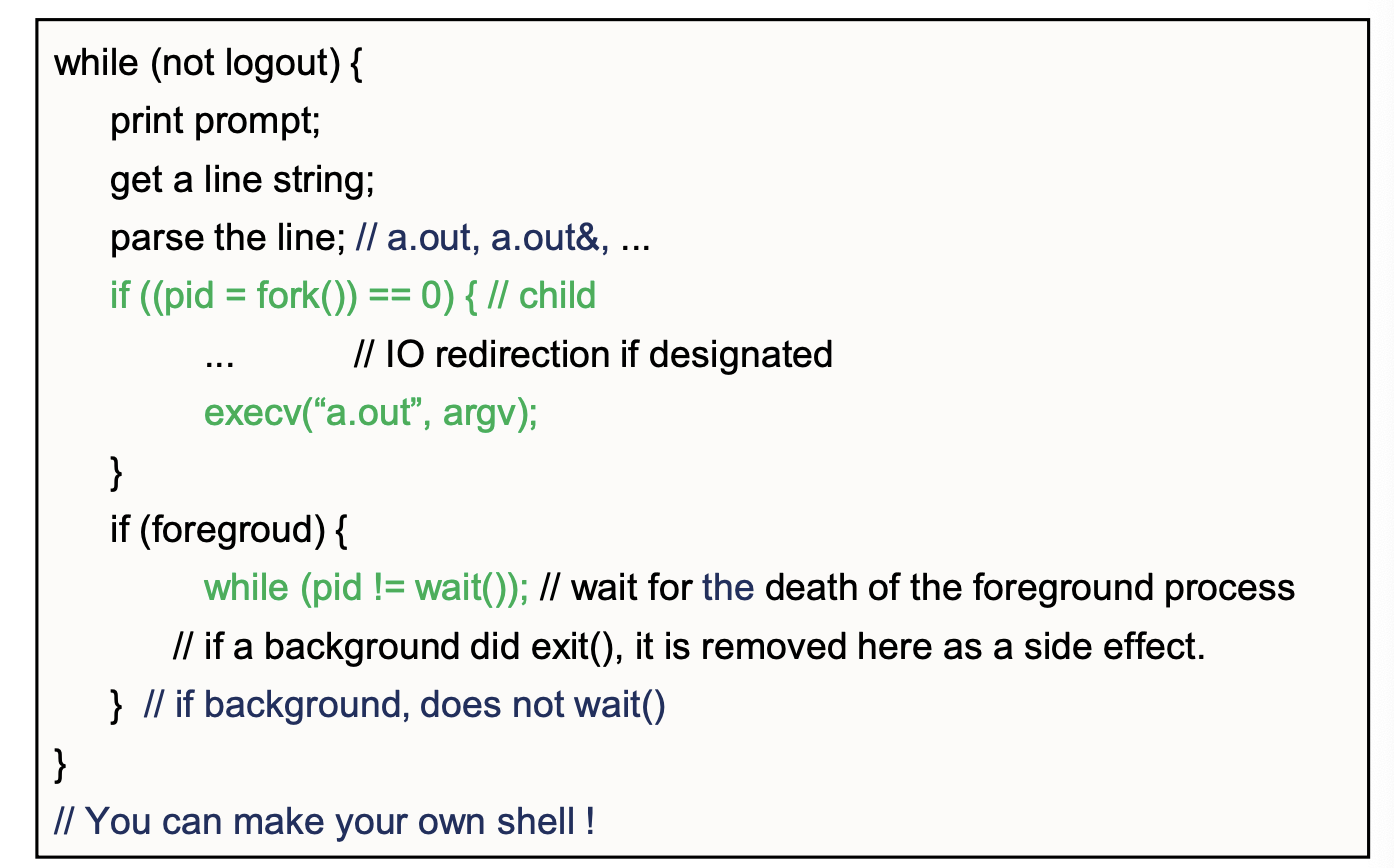 while (not logout) {
print prompt;
get a line string;
parse the line; // a.out, a.out&, ...
if ((pid = fork()) == 0) { // child
... // IO redirection if designated
execv(“a.out”, argv);
}
if (foregroud) {
while (pid != wait()); // wait for the death of the foreground process
// if a background did exit(), it is removed here as a side effect.
} // if background, does not wait()
}
// You can make your own shell !